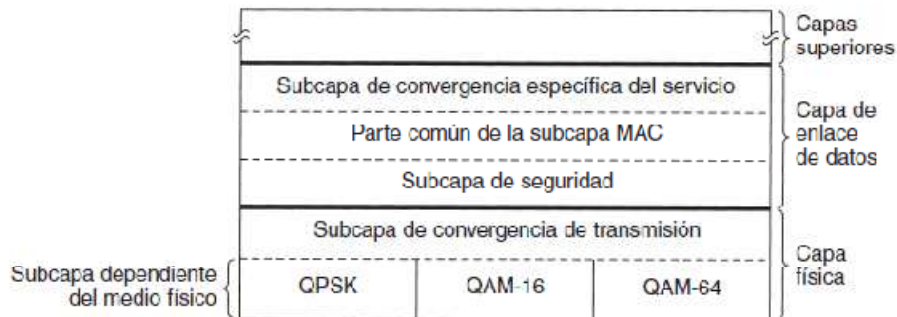 Capas
superiores
Subcapa de convergencia específica del servicio
Parte común de la subcapa MAC
Subcapa de seguridad
Capa de
enlace
de datos
Subcapa de convergencia de transmisión
Subcapa dependiente
del medio físico
QPSK
QAM-16
QAM-64
Capa
física